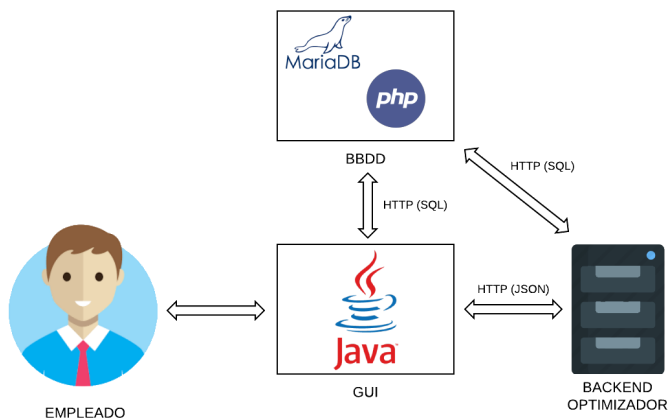 MariaDB
php
BBDD
HTTP (SQL)
HTTP (SQL)
Java
HTTP (JSON)
GUI
EMPLEADO
BACKEND
OPTIMIZADOR